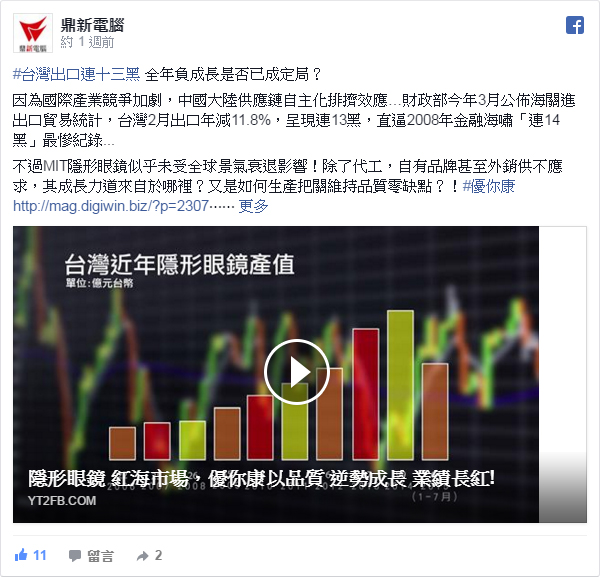 鼎新電腦
鼎新電腦
約 1 週前
#台灣出口連十三黑 全年負成長是否已成定局？
因為國際產業競爭加劇，中國大陸供應鏈自主化排擠效應…財政部今年3月公佈海關進
出口貿易統計，台灣2月出口年減11.8%，呈現連13黑，直逼2008年金融海嘯「連14
黑」最慘紀錄...
不過MIT隱形眼鏡似乎未受全球景氣衰退影響！除了代工，自有品牌甚至外銷供不應
求，其成長力道來自於哪裡？又是如何生產把關維持品質零缺點？！#優你康
http://mag.digiwin.biz/?p=2307⋯⋯ 更多
台灣近年隱形眼鏡產值
單位:億元台幣
隱形眼鏡 紅海市場，優你康以品質 逆勢成長 業績長紅!
(1-7月)
YT2FB.COM
11 留言 2